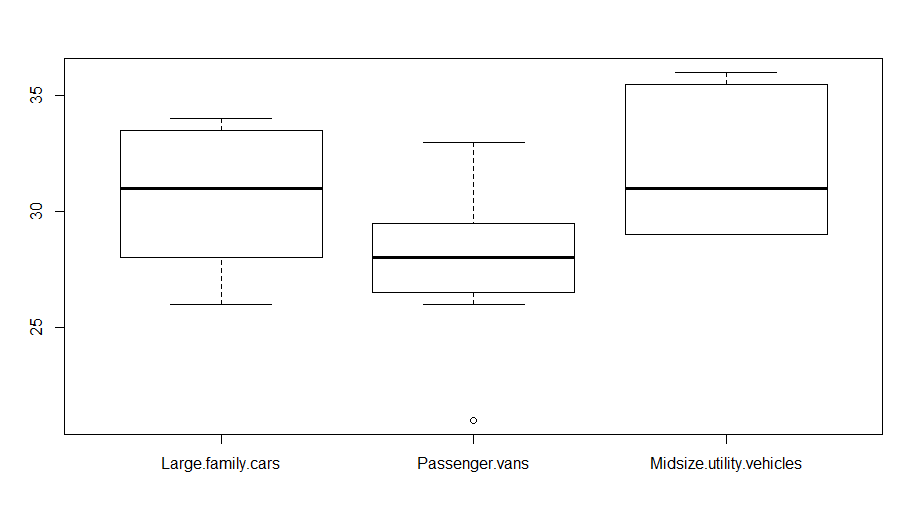 35
30
25
Large.family.cars
Passenger.vans
Midsize.utility.vehicles